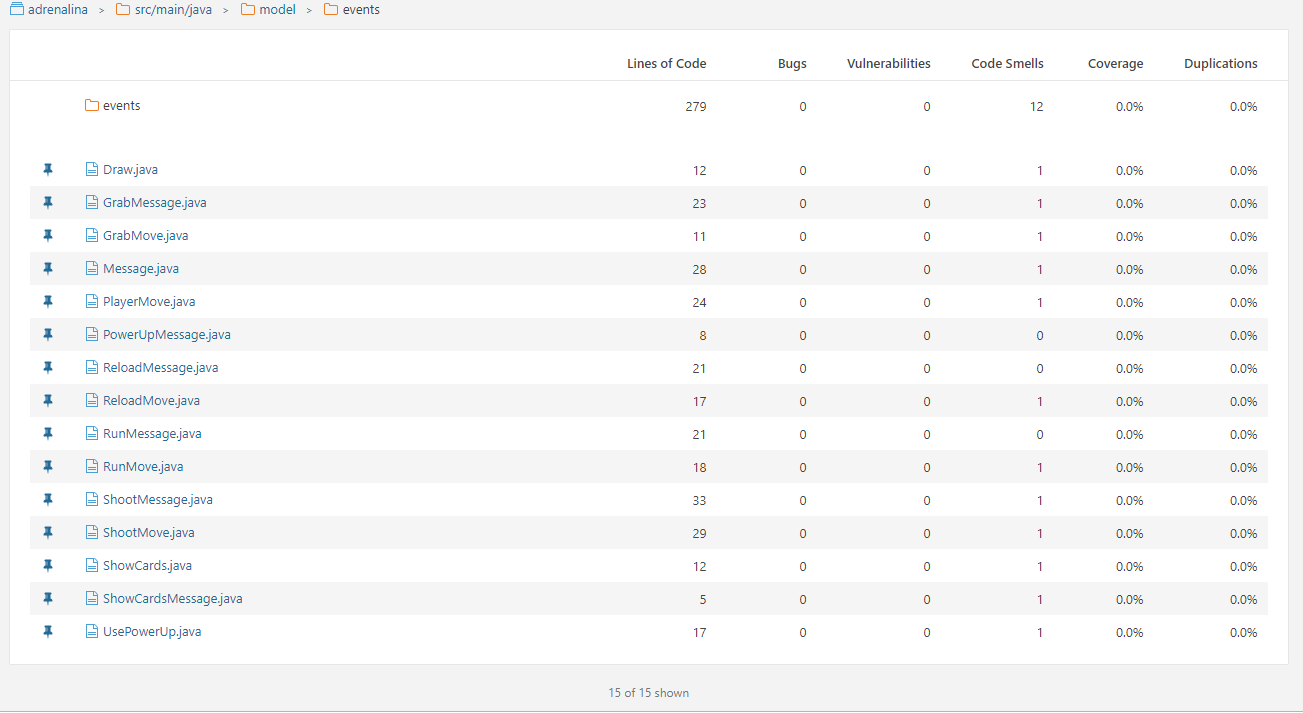 adrenalina > src/main/java > model > events
Lines of Code Bugs Vulnerabilities Code Smells Coverage Duplications
events 279 0 0 12 0.0% 0.0%
Draw.java 12 0 0 1 0.0% 0.0%
GrabMessage.java 23 0 0 1 0.0% 0.0%
GrabMove.java 11 0 0 1 0.0% 0.0%
Message.java 28 0 0 1 0.0% 0.0%
PlayerMove.java 24 0 0 1 0.0% 0.0%
PowerUpMessage.java 8 0 0 0 0.0% 0.0%
ReloadMessage.java 21 0 0 0 0.0% 0.0%
ReloadMove.java 17 0 0 1 0.0% 0.0%
RunMessage.java 21 0 0 0 0.0% 0.0%
RunMove.java 18 0 0 1 0.0% 0.0%
ShootMessage.java 33 0 0 1 0.0% 0.0%
ShootMove.java 29 0 0 1 0.0% 0.0%
ShowCards.java 12 0 0 1 0.0% 0.0%
ShowCardsMessage.java 5 0 0 1 0.0% 0.0%
UsePowerUp.java 17 0 0 1 0.0% 0.0%
15 of 15 shown